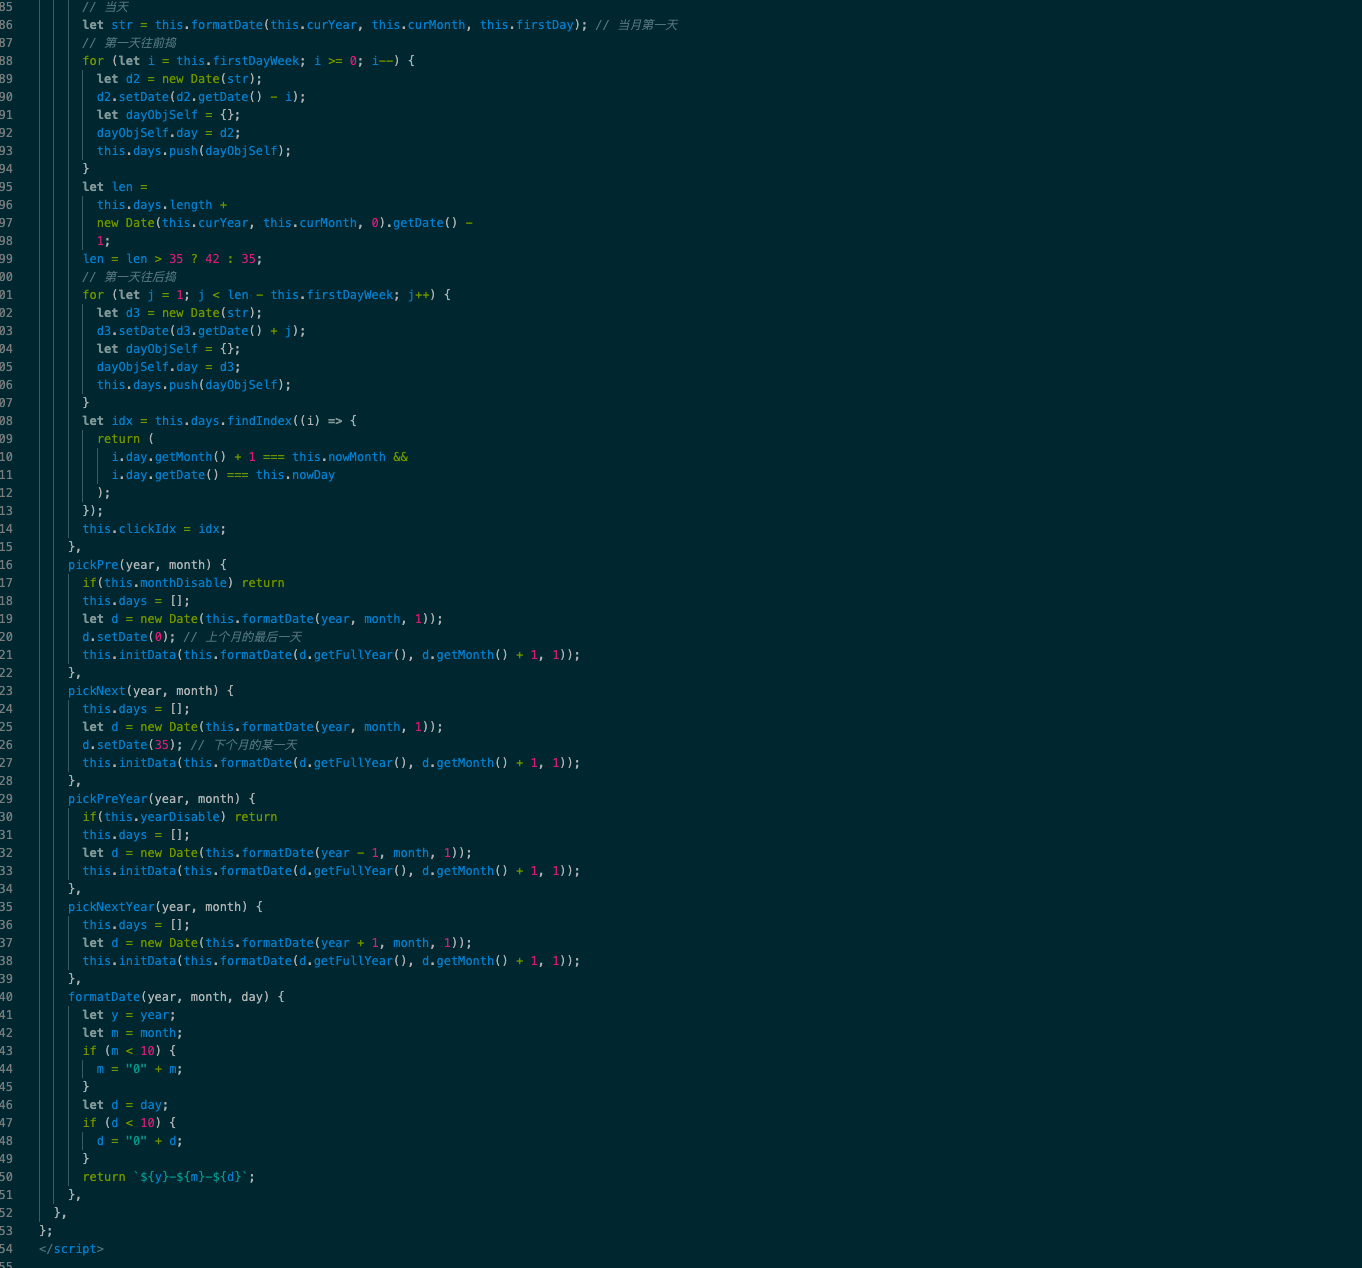 85 // 当天
86 let str = this.formatDate(this.curYear, this.curMonth, this.firstDay); // 当月第一天
87 // 第一天往前捣
88 for (let i = this.firstDayWeek; i >= 0; i--) {
89 let d2 = new Date(str);
90 d2.setDate(d2.getDate() - i);
91 let dayObjSelf = {};
92 dayObjSelf.day = d2;
93 this.days.push(dayObjSelf);
94 }
95 let len =
96 this.days.length +
97 new Date(this.curYear, this.curMonth, 0).getDate() -
98 1;
99 len = len > 35 ? 42 : 35;
00 // 第一天往后捣
01 for (let j = 1; j < len - this.firstDayWeek; j++) {
02 let d3 = new Date(str);
03 d3.setDate(d3.getDate() + j);
04 let dayObjSelf = {};
05 dayObjSelf.day = d3;
06 this.days.push(dayObjSelf);
07 }
08 let idx = this.days.findIndex((i) => {
09 return (
10 i.day.getMonth() + 1 === this.nowMonth &&
11 i.day.getDate() === this.nowDay
12 );
13 });
14 this.clickIdx = idx;
15 },
16 pickPre(year, month) {
17 if(this.monthDisable) return
18 this.days = [];
19 let d = new Date(this.formatDate(year, month, 1));
20 d.setDate(0); // 上个月的最后一天
21 this.initData(this.formatDate(d.getFullYear(), d.getMonth() + 1, 1));
22 },
23 pickNext(year, month) {
24 this.days = [];
25 let d = new Date(this.formatDate(year, month, 1));
26 d.setDate(35); // 下个月的某一天
27 this.initData(this.formatDate(d.getFullYear(), d.getMonth() + 1, 1));
28 },
29 pickPreYear(year, month) {
30 if(this.yearDisable) return
31 this.days = [];
32 let d = new Date(this.formatDate(year - 1, month, 1));
33 this.initData(this.formatDate(d.getFullYear(), d.getMonth() + 1, 1));
34 },
35 pickNextYear(year, month) {
36 this.days = [];
37 let d = new Date(this.formatDate(year + 1, month, 1));
38 this.initData(this.formatDate(d.getFullYear(), d.getMonth() + 1, 1));
39 },
40 formatDate(year, month, day) {
41 let y = year;
42 let m = month;
43 if (m < 10) {
44 m = "0" + m;
45 }
46 let d = day;
47 if (d < 10) {
48 d = "0" + d;
49 }
50 return `${y}-${m}-${d}`;
51 },
52 },
53 };
54 </script>
55